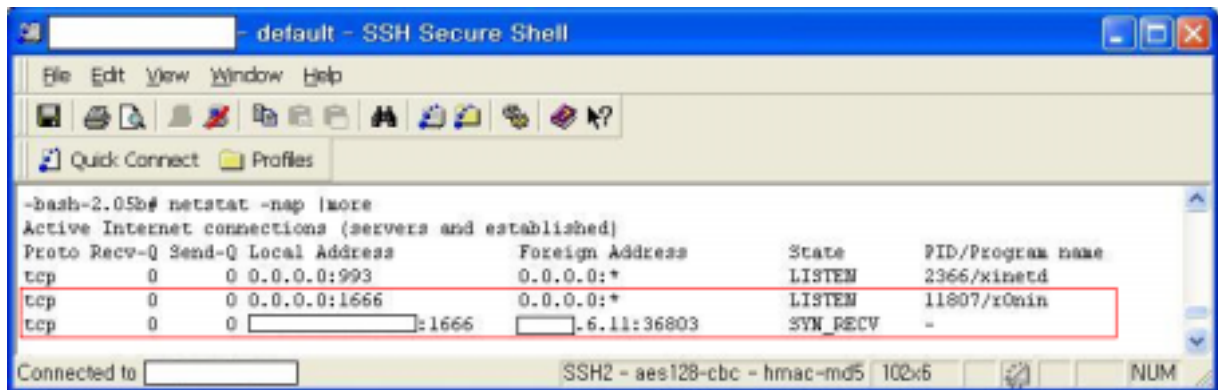 - default - SSH Secure Shell
File Edit View Window Help
Quick Connect Profiles
-bash-2.05b# netstat -nap |more
Active Internet connections (servers and established)
Proto Recv-Q Send-Q Local Address Foreign Address State PID/Program name
tcp 0 0 0.0.0.0:993 0.0.0.0:* LISTEN 2366/xinetd
tcp 0 0 0.0.0.0:1666 0.0.0.0:* LISTEN 11807/r0nin
tcp 0 0 :1666 .6.11:36803 SYN_RECV -
Connected to SSH2 - aes128-cbc - hmac-md5 102x6 NUM